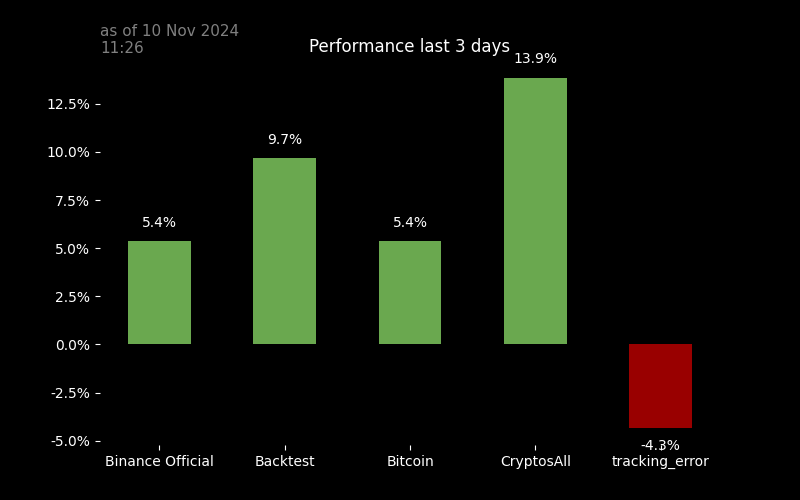 as of 10 Nov 2024
11:26
Performance last 3 days
13.9%
12.5%
10.0%
9.7%
7.5%
5.4%
5.4%
5.0%
2.5%
0.0%
-2.5%
-5.0%
-4.3%
Binance Official
Backtest
Bitcoin
CryptosAll
tracking_error